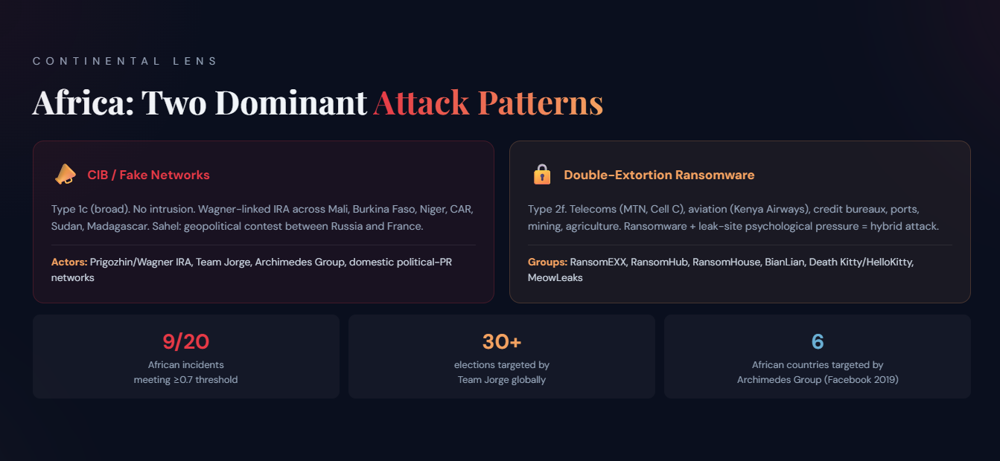 CONTINENTAL LENS
Africa: Two Dominant Attack Patterns
CIB / Fake Networks
Type 1c (broad). No intrusion. Wagner-linked IRA across Mali, Burkina Faso, Niger, CAR,
Sudan, Madagascar. Sahel: geopolitical contest between Russia and France.
Actors: Prigozhin/Wagner IRA, Team Jorge, Archimedes Group, domestic political-PR
networks
Double-Extortion Ransomware
Type 2f. Telecoms (MTN, Cell C), aviation (Kenya Airways), credit bureaux, ports,
mining, agriculture. Ransomware + leak-site psychological pressure = hybrid attack.
Groups: RansomEXX, RansomHub, RansomHouse, BianLian, Death Kitty/HelloKitty,
MeowLeaks
9/20
African incidents
meeting ≥0.7 threshold
30+
elections targeted by
Team Jorge globally
6
African countries targeted by
Archimedes Group (Facebook 2019)